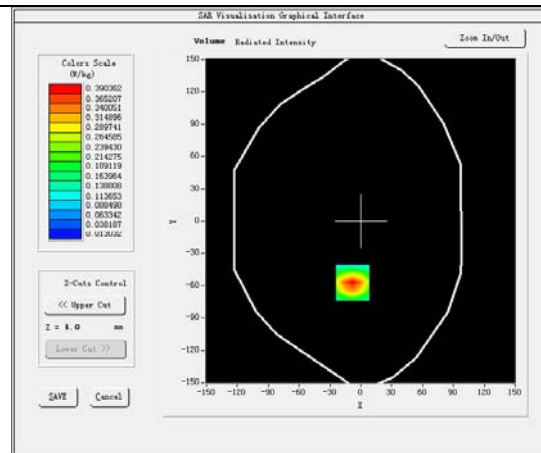 SAR Visualisation Graphical Interface
Volume Radiated Intensity
Zoom In/Out
Colors Scale
(W/kg)
0.390362
0.365207
0.340051
0.314896
0.289741
0.264585
0.239430
0.214275
0.189119
0.163964
0.138808
0.113653
0.088498
0.063342
0.038187
0.013032
Z-Cuts Control
<< Upper Cut
Z = 4.0 mm
Lower Cut >>
SAVE Cancel
150
120
90
60
30
0
-30
-60
-90
-120
-150
Y
-150 -120 -90 -60 -30 0 30 60 90 120 150
X